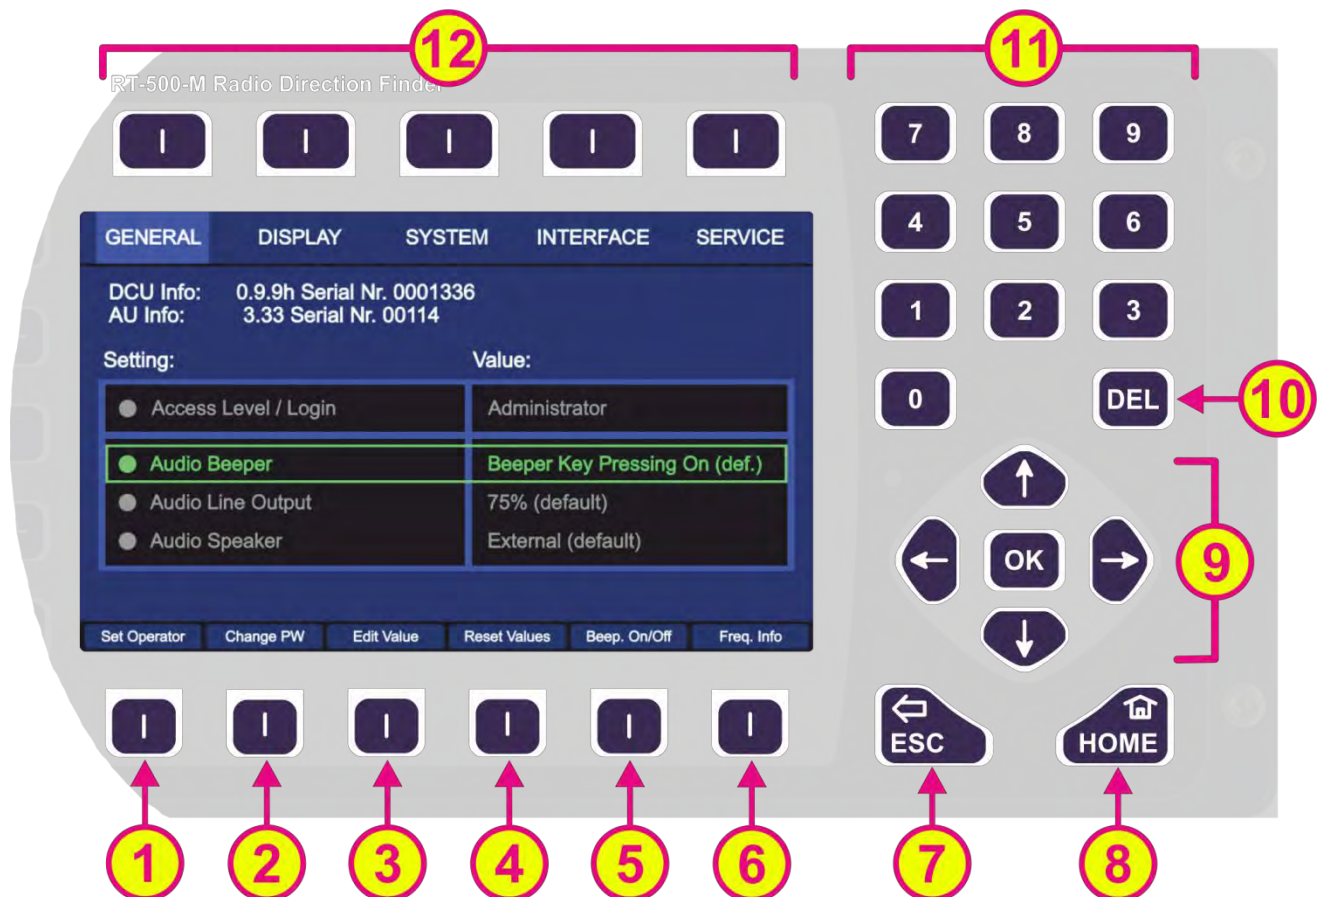 12
11
RT-500-M Radio Direction Finder
7 8 9
GENERAL DISPLAY SYSTEM INTERFACE SERVICE
4 5 6
DCU Info: 0.9.9h Serial Nr. 0001336
AU Info: 3.33 Serial Nr. 00114
1 2 3
Setting: Value:
Access Level / Login Administrator
0 DEL
10
Audio Beeper Beeper Key Pressing On (def.)
Audio Line Output 75% (default)
Audio Speaker External (default)
OK
9
Set Operator Change PW Edit Value Reset Values Beep. On/Off Freq. Info
ESC HOME
1 2 3 4 5 6 7 8